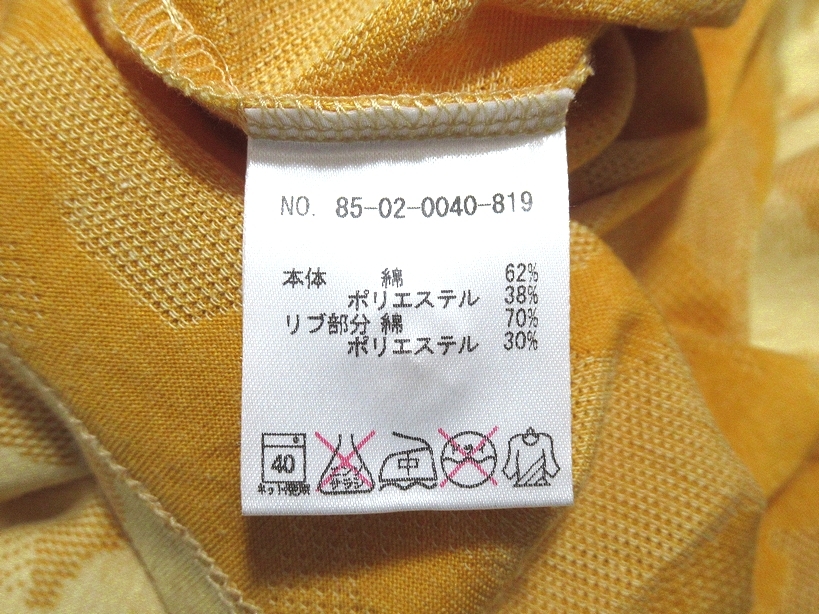 NO. 85-02-0040-819
本体 綿 62%
ポリエステル 38%
リブ部分 綿 70%
ポリエステル 30%
40 中
ネット使用